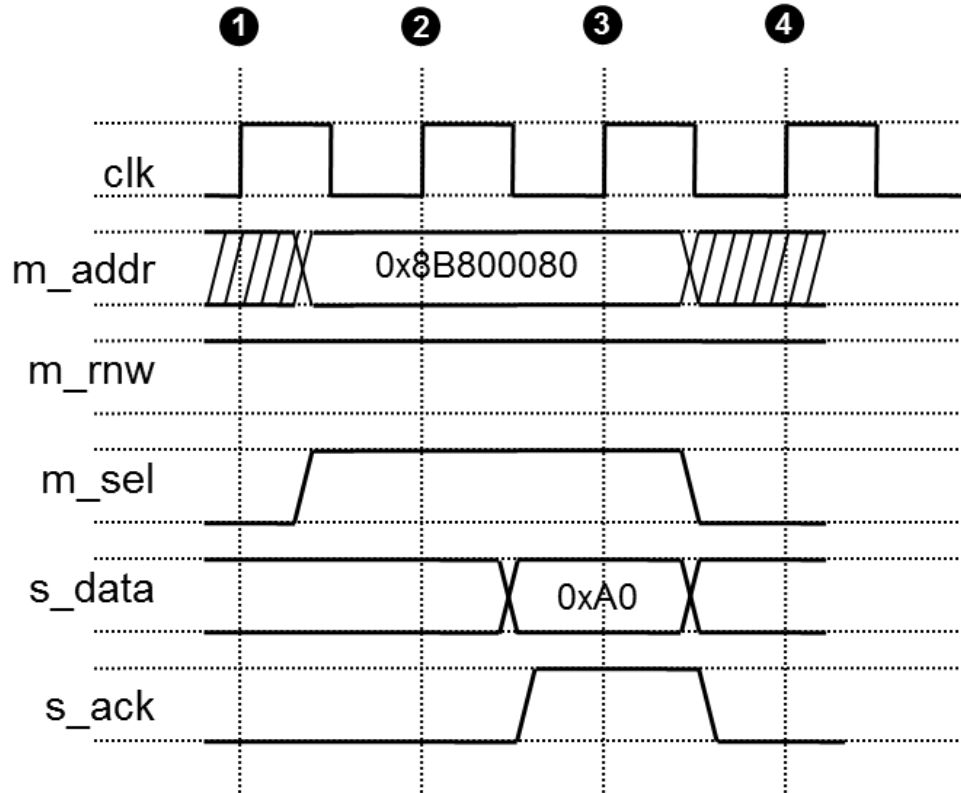 1 2 3 4
clk
m_addr 0x8B800080
m_rnw
m_sel
s_data 0xA0
s_ack